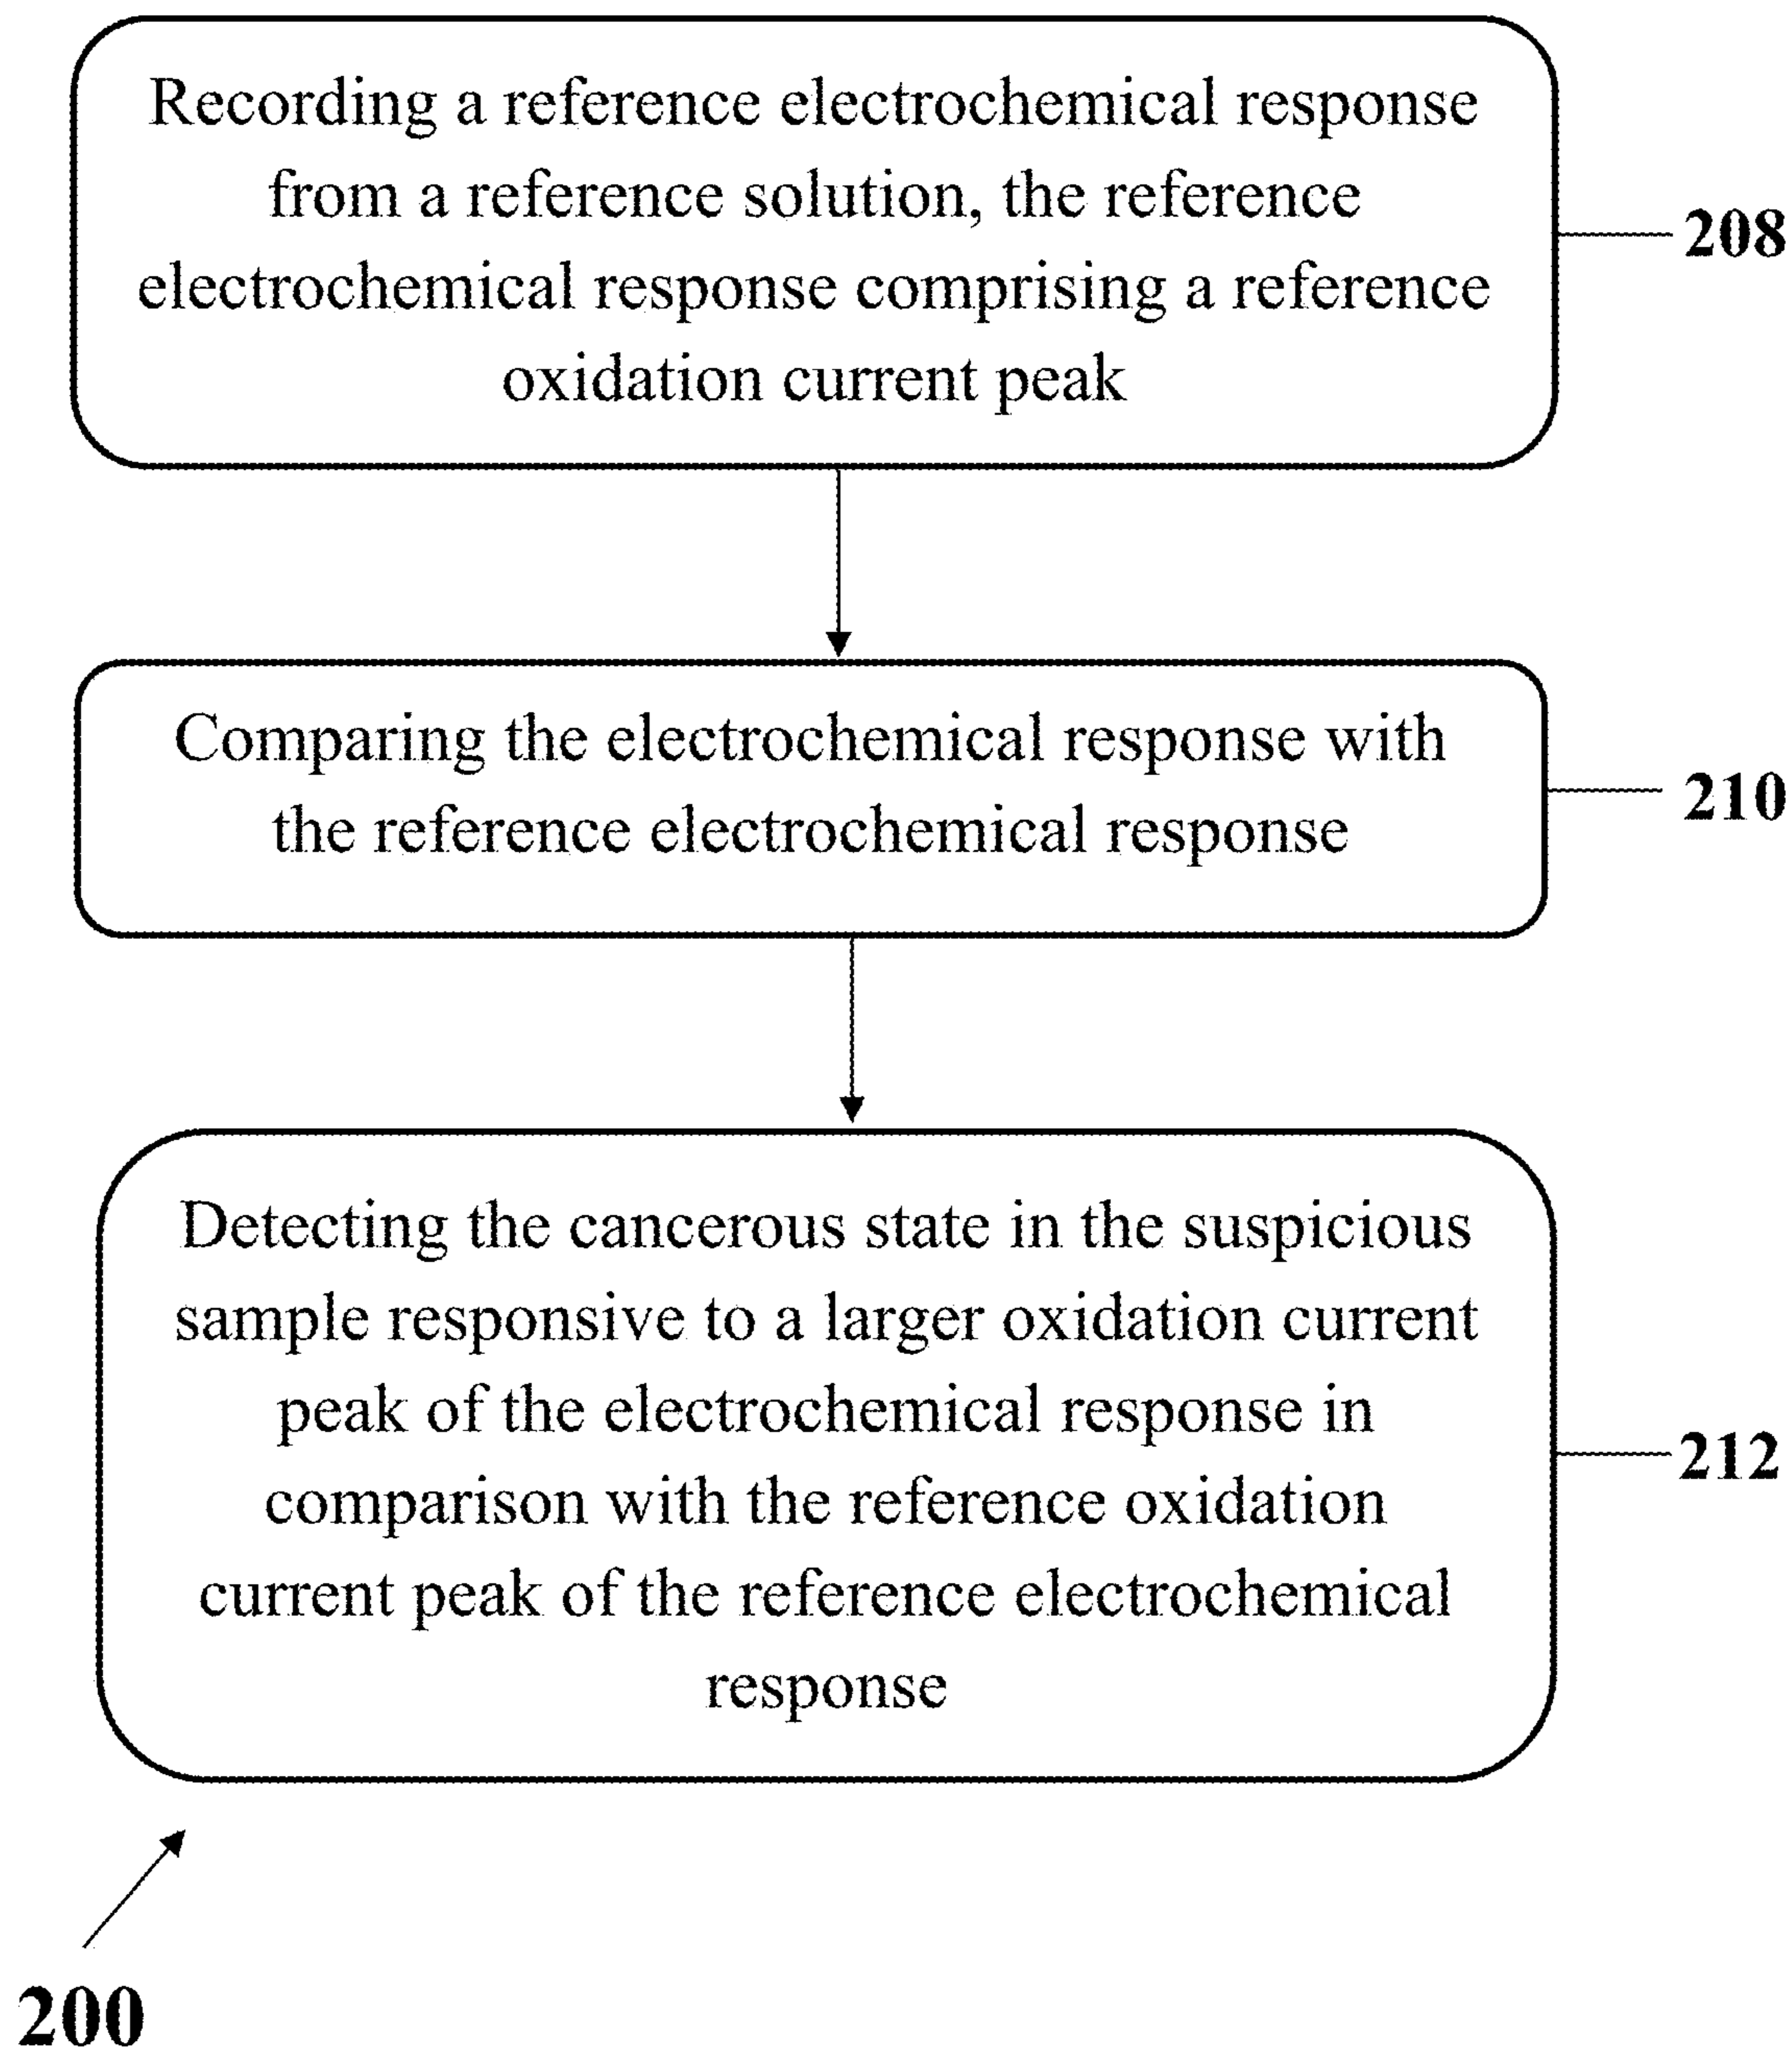 Recording a reference electrochemical response
from a reference solution, the reference
electrochemical response comprising a reference
oxidation current peak
208
Comparing the electrochemical response with
the reference electrochemical response
210
Detecting the cancerous state in the suspicious
sample responsive to a larger oxidation current
peak of the electrochemical response in
comparison with the reference oxidation
current peak of the reference electrochemical
response
212
200